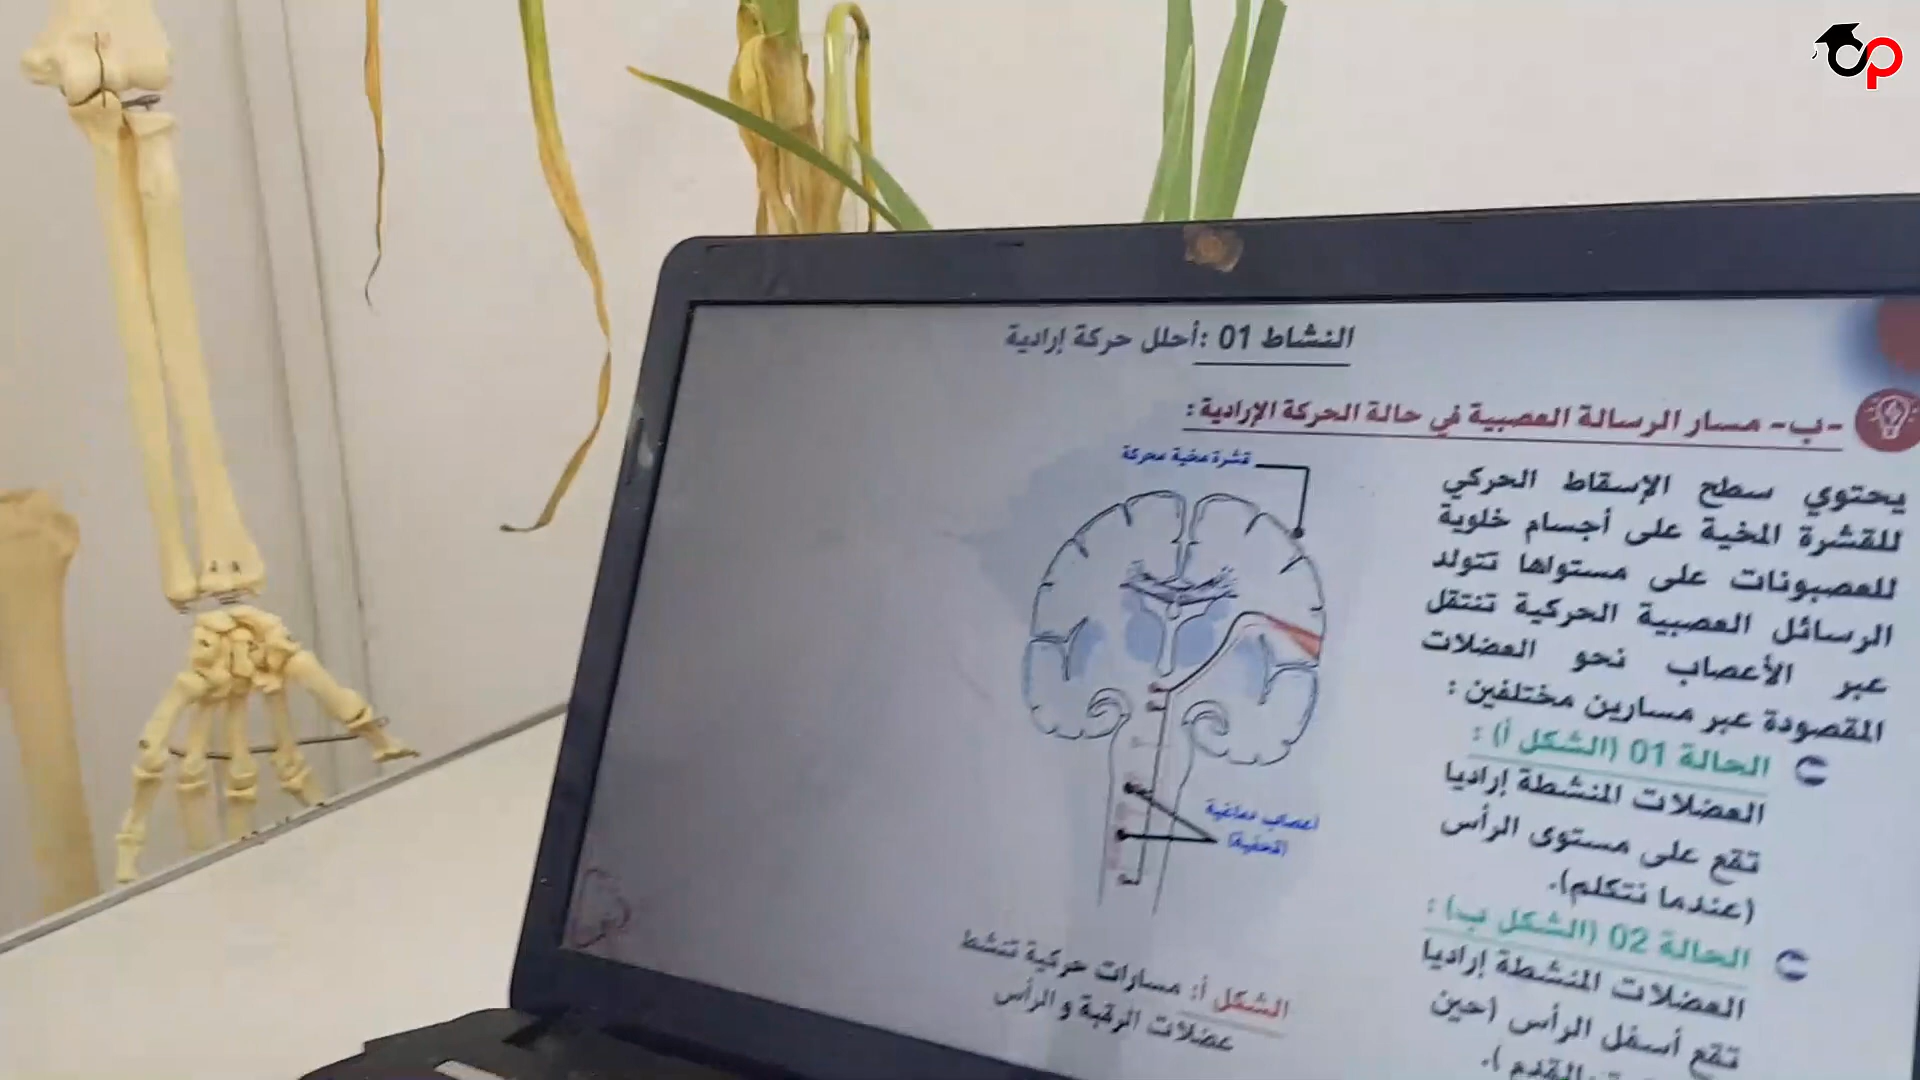 النشاط 01 :أحلل حركة إرادية
-ب- مسار الرسالة العصبية في حالة الحركة الإرادية :
يحتوي سطح الإسقاط الحركي
للقشرة المخية على أجسام خلوية
للعصبونات على مستواها تتولد
الرسائل العصبية الحركية تنتقل
عبر الأعصاب نحو العضلات
المقصودة عبر مسارين مختلفين :
الحالة 01 (الشكل أ) :
العضلات المنشطة إراديا
تقع على مستوى الرأس
(عندما نتكلم).
الحالة 02 (الشكل ب) :
العضلات المنشطة إراديا
تقع أسفل الرأس (حين
قشرة مخية محركة
أعصاب دماغية
(قحفية)
الشكل أ: مسارات حركية تنشط
عضلات الرقبة و الرأس